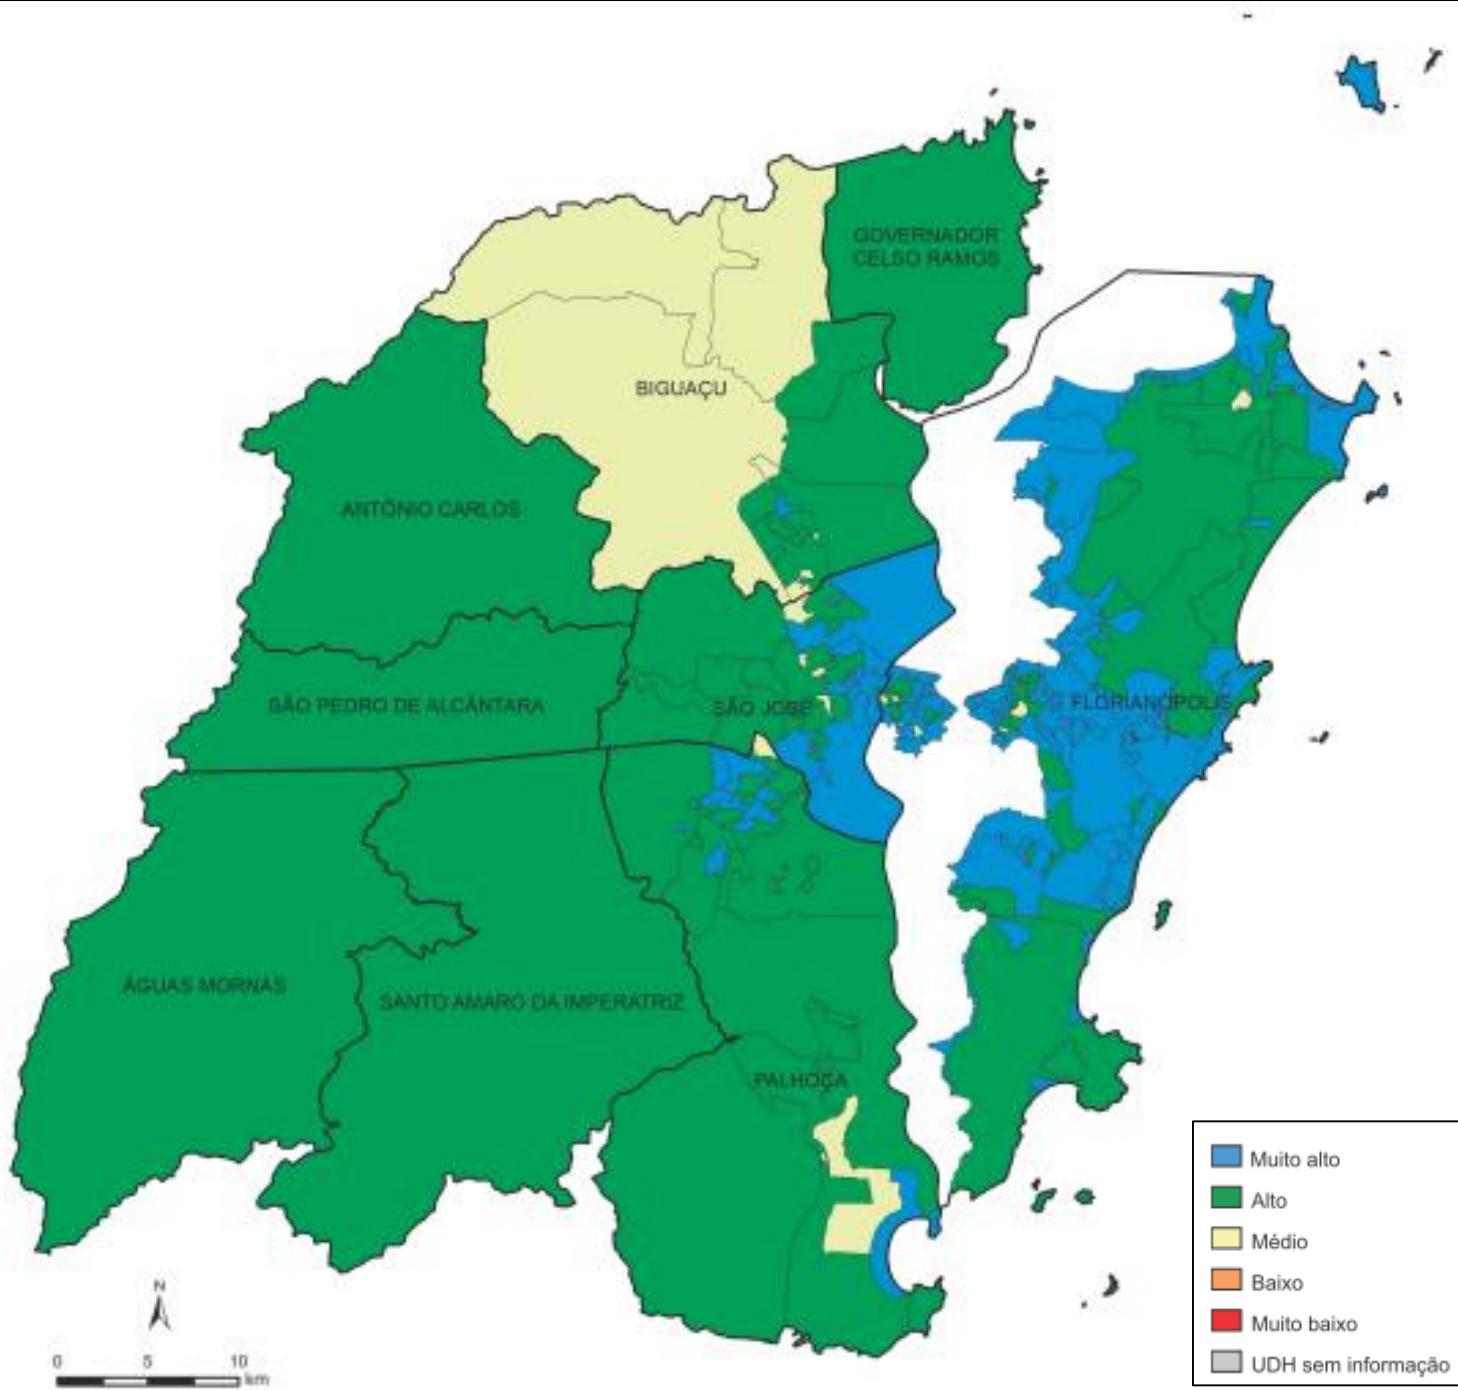 GOVERNADOR
CELSO RAMOS
BIGUAÇU
ANTÔNIO CARLOS
SÃO PEDRO DE ALCÂNTARA
SÃO JOSÉ
FLORIANÓPOLIS
ÁGUAS MORNAS
SANTO AMARO DA IMPERATRIZ
PALHOÇA
Muito alto
Alto
Médio
Baixo
Muito baixo
UDH sem informação
N
0 5 10
km